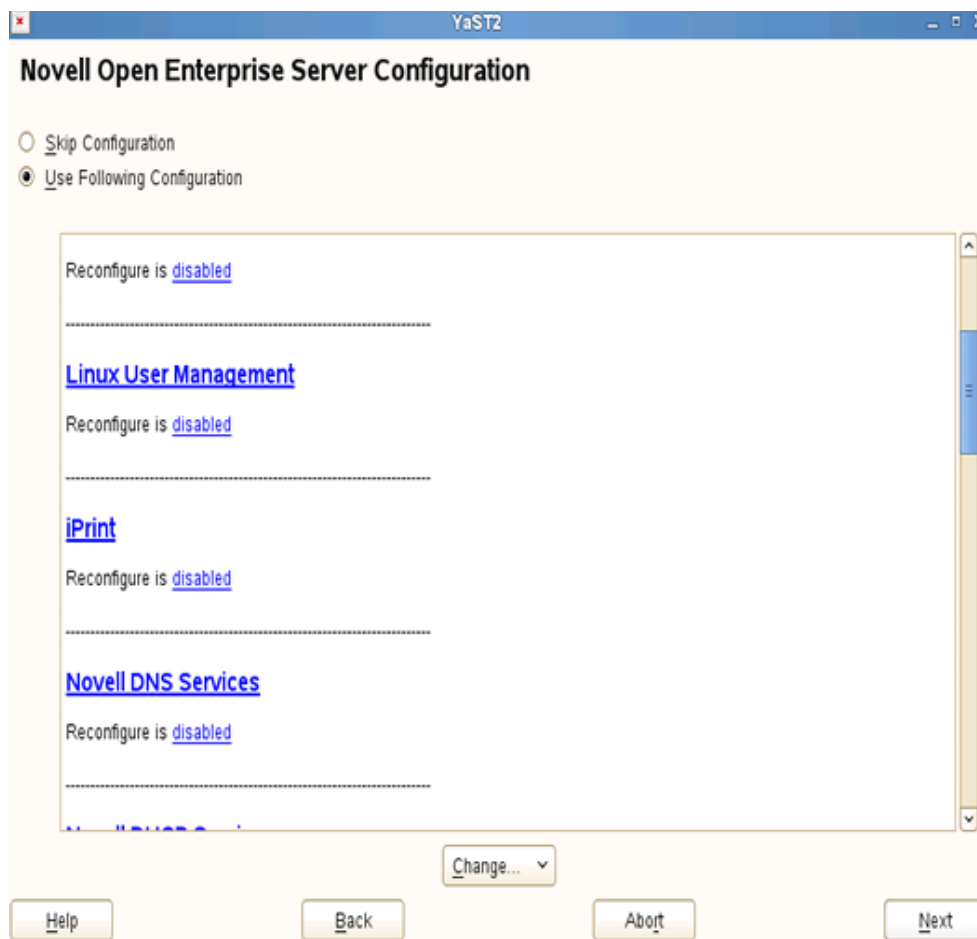 YaST2
Novell Open Enterprise Server Configuration
Skip Configuration
Use Following Configuration
Reconfigure is disabled
Linux User Management
Reconfigure is disabled
iPrint
Reconfigure is disabled
Novell DNS Services
Reconfigure is disabled
Change...
Help
Back
Abort
Next